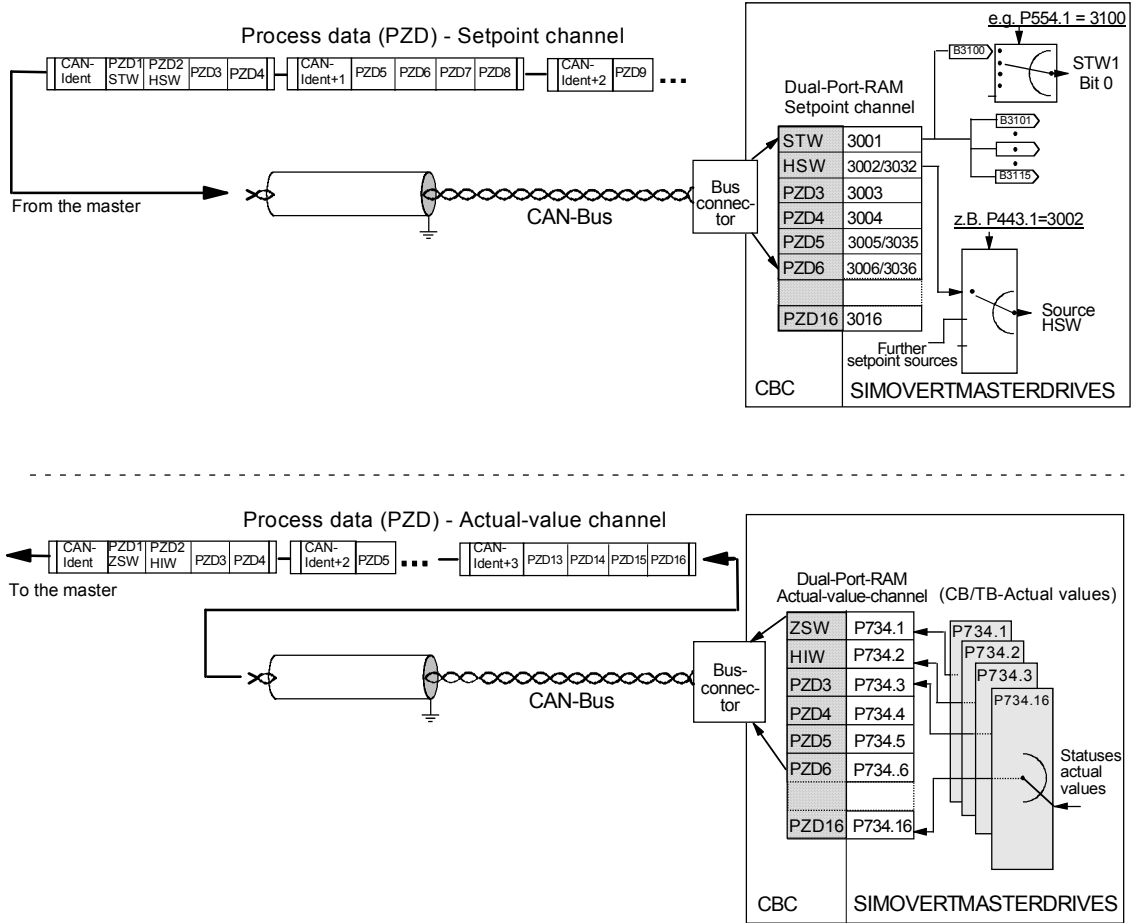 e.g. P554.1 = 3100
Process data (PZD) - Setpoint channel
CAN-Ident PZD1 STW PZD2 HSW PZD3 PZD4 CAN-Ident+1 PZD5 PZD6 PZD7 PZD8 CAN-Ident+2 PZD9 ...
B3100
STW1
Bit 0
Dual-Port-RAM
Setpoint channel
B3101
B3115
STW 3001
HSW 3002/3032
PZD3 3003
PZD4 3004
PZD5 3005/3035
PZD6 3006/3036
PZD16 3016
Bus
connec-
tor
From the master
CAN-Bus
z.B. P443.1=3002
Source
HSW
Further
setpoint sources
CBC
SIMOVERTMASTERDRIVES
Process data (PZD) - Actual-value channel
CAN-Ident PZD1 ZSW PZD2 HIW PZD3 PZD4 CAN-Ident+2 PZD5 ... CAN-Ident+3 PZD13 PZD14 PZD15 PZD16
To the master
Dual-Port-RAM
Actual-value-channel
(CB/TB-Actual values)
ZSW P734.1
HIW P734.2
PZD3 P734.3
PZD4 P734.4
PZD5 P734.5
PZD6 P734..6
PZD16 P734.16
P734.1
P734.2
P734.3
P734.16
Bus-
connec-
tor
CAN-Bus
Statuses
actual
values
CBC
SIMOVERTMASTERDRIVES